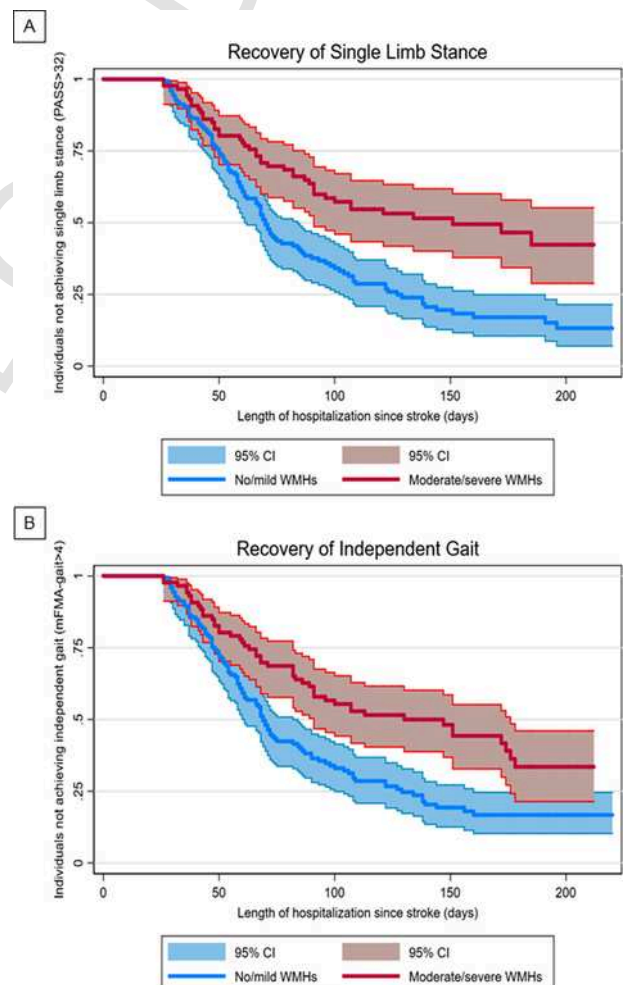 A
Recovery of Single Limb Stance
Individuals not achieving single limb stance (PASS>32)
1
.75
.5
.25
0
0 50 100 150 200
Length of hospitalization since stroke (days)
95% CI 95% CI
No/mild WMHs Moderate/severe WMHs
B
Recovery of Independent Gait
Individuals not achieving independent gait (mFMA-gait>4)
1
.75
.5
.25
0
0 50 100 150 200
Length of hospitalization since stroke (days)
95% CI 95% CI
No/mild WMHs Moderate/severe WMHs